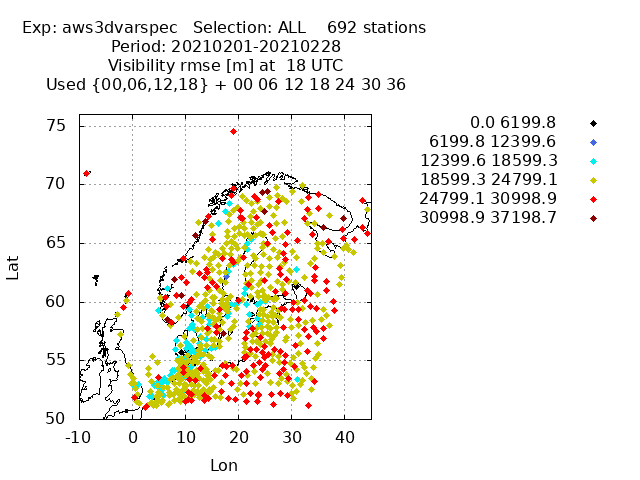 Exp: aws3dvarspec Selection: ALL 692 stations
Period: 20210201-20210228
Visibility rmse [m] at 18 UTC
Used {00,06,12,18} + 00 06 12 18 24 30 36
0.0 6199.8
6199.8 12399.6
12399.6 18599.3
18599.3 24799.1
24799.1 30998.9
30998.9 37198.7
75
70
65
60
55
50
Lat
-10 0 10 20 30 40
Lon